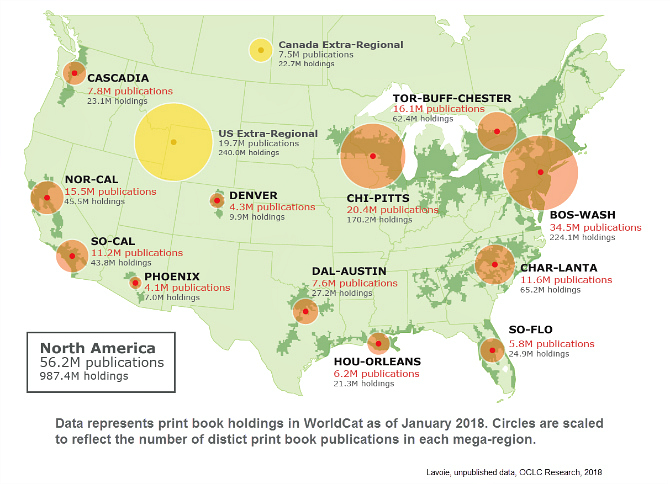 Canada Extra-Regional
7.5M publications
22.7M holdings
CASCADIA
7.8M publications
23.1M holdings
TOR-BUFF-CHESTER
16.1M publications
62.4M holdings
US Extra-Regional
19.7M publications
240.0M holdings
NOR-CAL
15.5M publications
45.5M holdings
DENVER
4.3M publications
9.9M holdings
CHI-PITTS
20.4M publications
170.2M holdings
BOS-WASH
34.5M publications
224.1M holdings
SO-CAL
11.2M publications
43.8M holdings
PHOENIX
4.1M publications
7.0M holdings
DAL-AUSTIN
7.6M publications
27.2M holdings
CHAR-LANTA
11.6M publications
65.2M holdings
SO-FLO
5.8M publications
24.9M holdings
HOU-ORLEANS
6.2M publications
21.3M holdings
North America
56.2M publications
987.4M holdings
Data represents print book holdings in WorldCat as of January 2018. Circles are scaled
to reflect the number of distict print book publications in each mega-region.
Lavoie, unpublished data, OCLC Research, 2018